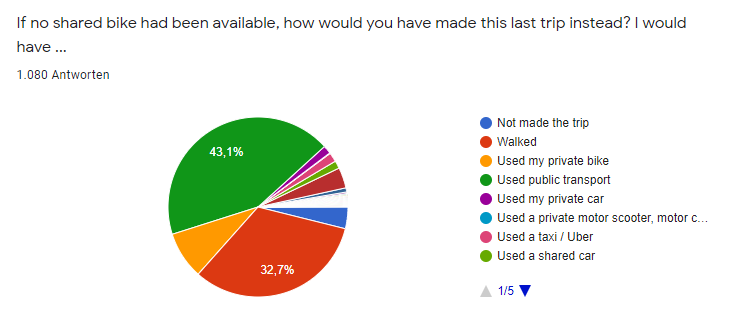 If no shared bike had been available, how would you have made this last trip instead? I would
have ...
1.080 Antworten
43,1%
32,7%
Not made the trip
Walked
Used my private bike
Used public transport
Used my private car
Used a private motor scooter, motor c...
Used a taxi / Uber
Used a shared car
1/5